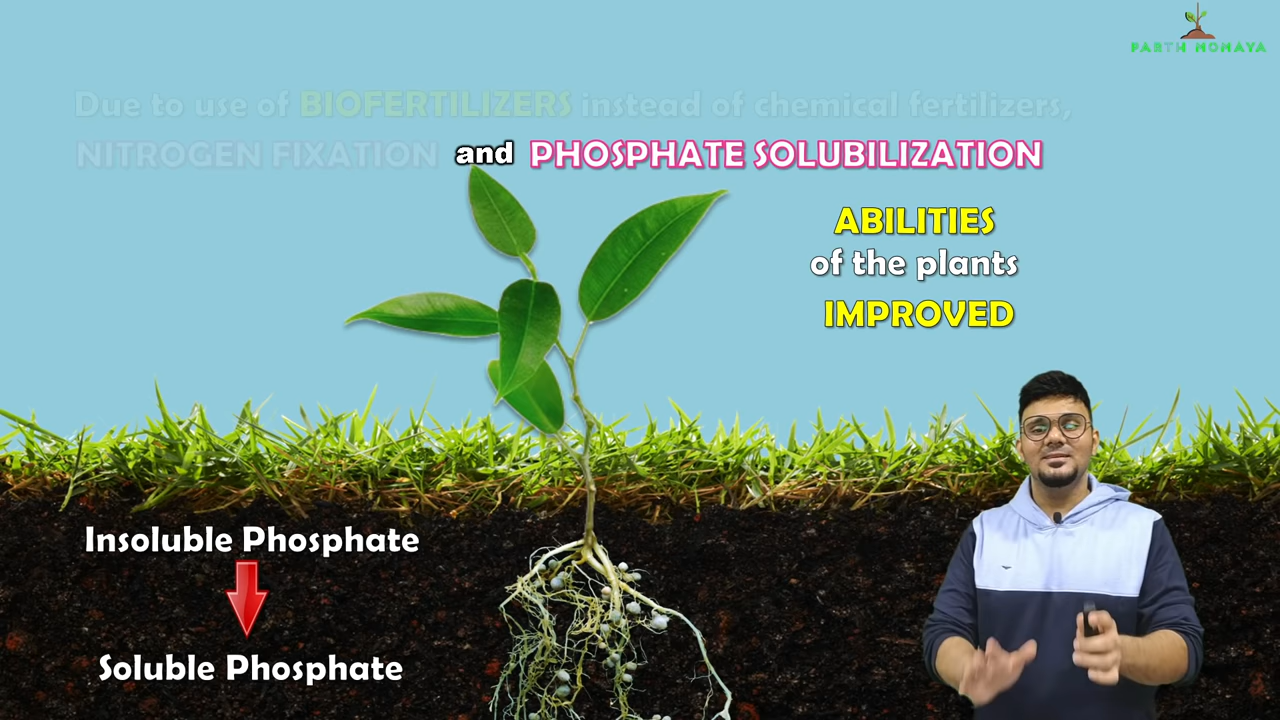 PARTH NOMAYA
Due to use of BIOFERTILIZERS instead of chemical fertilizers,
NITROGEN FIXATION and PHOSPHATE SOLUBILIZATION
ABILITIES
of the plants
IMPROVED
Insoluble Phosphate
Soluble Phosphate